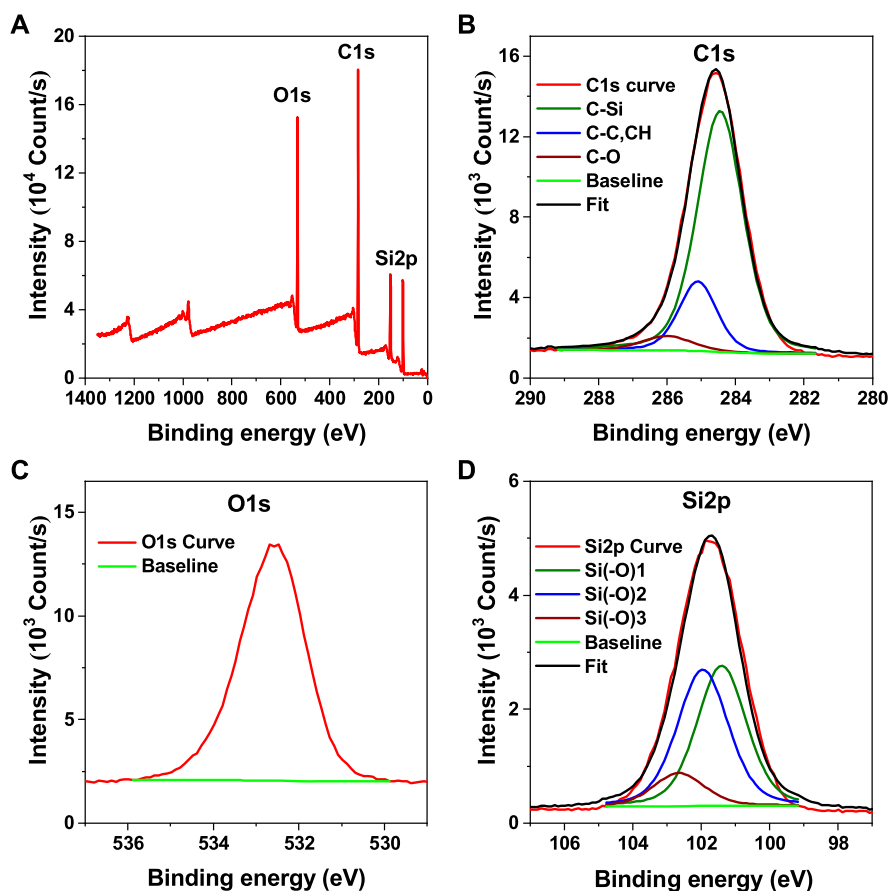 A
20
16
12
8
4
0
Intensity (10⁴ Count/s)
C1s
O1s
Si2p
1400 1200 1000 800 600 400 200 0
Binding energy (eV)
B
C1s
16
12
8
4
0
Intensity (10³ Count/s)
C1s curve
C-Si
C-C,CH
C-O
Baseline
Fit
290 288 286 284 282 280
Binding energy (eV)
C
O1s
15
10
5
0
Intensity (10³ Count/s)
O1s Curve
Baseline
536 534 532 530
Binding energy (eV)
D
Si2p
6
4
2
0
Intensity (10³ Count/s)
Si2p Curve
Si(-O)1
Si(-O)2
Si(-O)3
Baseline
Fit
106 104 102 100 98
Binding energy (eV)